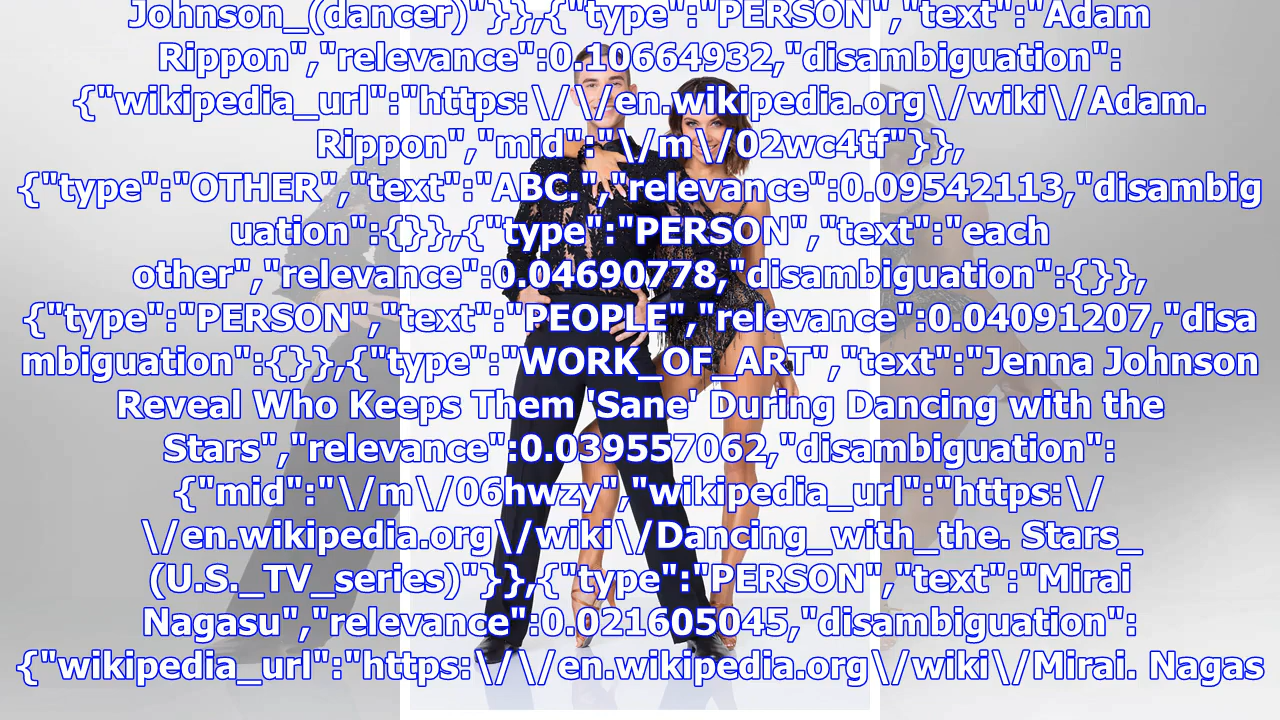 Johnson_(dancer)"}},{"type":"PERSON","text":"Adam
Rippon","relevance":0.10664932,"disambiguation":
{"wikipedia_url":"https:\/\/en.wikipedia.org\/wiki\/Adam.
Rippon","mid":"\/m\/02wc4tf"}},
{"type":"OTHER","text":"ABC.","relevance":0.09542113,"disambig
uation":{}},{"type":"PERSON","text":"each
other","relevance":0.04690778,"disambiguation":{}},
{"type":"PERSON","text":"PEOPLE","relevance":0.04091207,"disa
mbiguation":{}},{"type":"WORK_OF_ART","text":"Jenna Johnson
Reveal Who Keeps Them 'Sane' During Dancing with the
Stars","relevance":0.039557062,"disambiguation":
{"mid":"\/m\/06hwzy","wikipedia_url":"https:\/
\/en.wikipedia.org\/wiki\/Dancing_with_the. Stars_
(U.S._TV_series)"}},{"type":"PERSON","text":"Mirai
Nagasu","relevance":0.021605045,"disambiguation":
{"wikipedia_url":"https:\/\/en.wikipedia.org\/wiki\/Mirai. Nagas